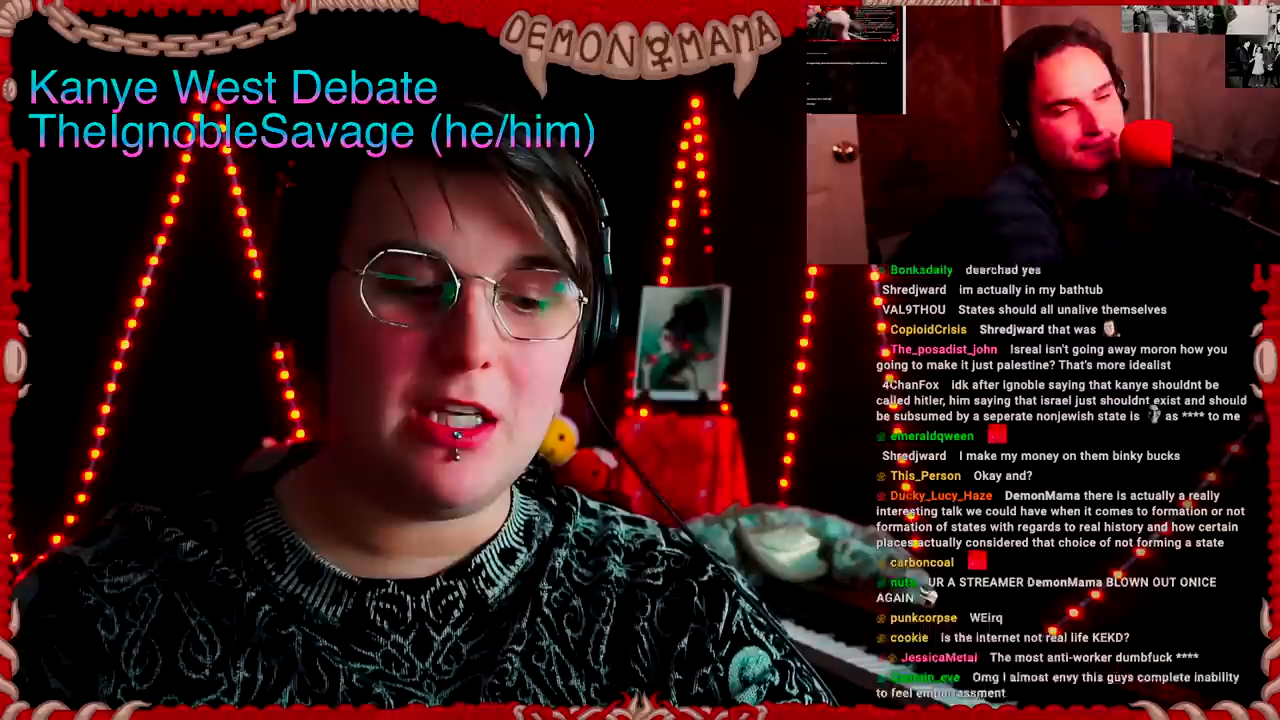 DEMON MAMA
Kanye West Debate
TheIgnobleSavage (he/him)
Bonksdaily dearchad yes
Shredjward im actually in my bathtub
VAL9THOU States should all unalive themselves
CopioidCrisis Shredjward that was
The_posadist_john Isreal isn't going away moron how you
going to make it just palestine? That's more idealist
4ChanFox idk after ignoble saying that kanye shouldnt be
called hitler, him saying that israel just shouldnt exist and should
be subsumed by a seperate nonjewish state is as **** to me
emeraldqween
Shredjward I make my money on them binky bucks
This_Person Okay and?
Ducky_Lucy_Haze DemonMama there is actually a really
interesting talk we could have when it comes to formation or not
formation of states with regards to real history and how certain
places actually considered that choice of not forming a state
carboncoal
nuts UR A STREAMER DemonMama BLOWN OUT ONICE
AGAIN
punkcorpse WEirq
cookie Is the internet not real life KEKD?
JessicaMetal The most anti-worker dumbfuck ****
Omg i almost envy this guys complete inability
to feel embarrassment